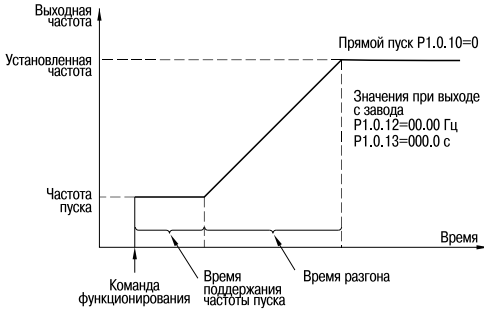 Выходная
частота
Прямой пуск P1.0.10=0
Установленная
частота
Значения при выходе
с завода
P1.0.12=00.00 Гц
P1.0.13=000.0 с
Частота
пуска
Время
Команда
функционирования
Время
поддержания
частоты пуска
Время разгона